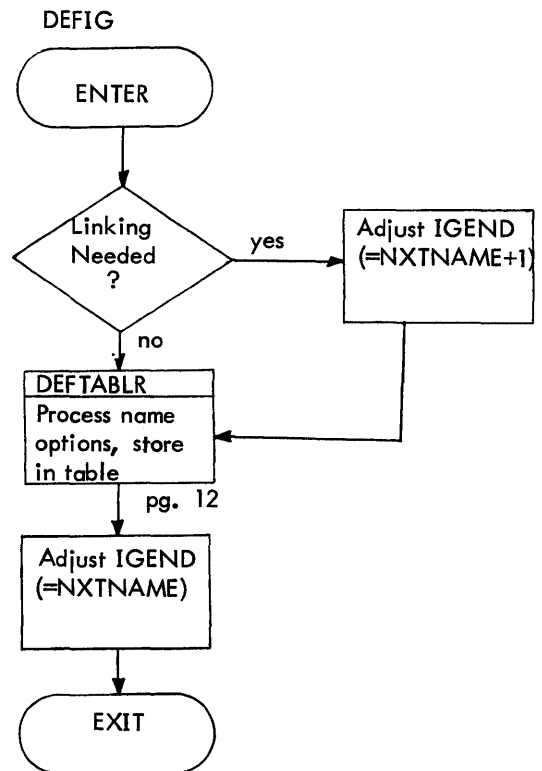 DEFIG
ENTER
Linking
Needed
?
yes
Adjust IGEND
(=NXTNAME+1)
no
DEFTABLR
Process name
options, store
in table
pg. 12
Adjust IGEND
(=NXTNAME)
EXIT